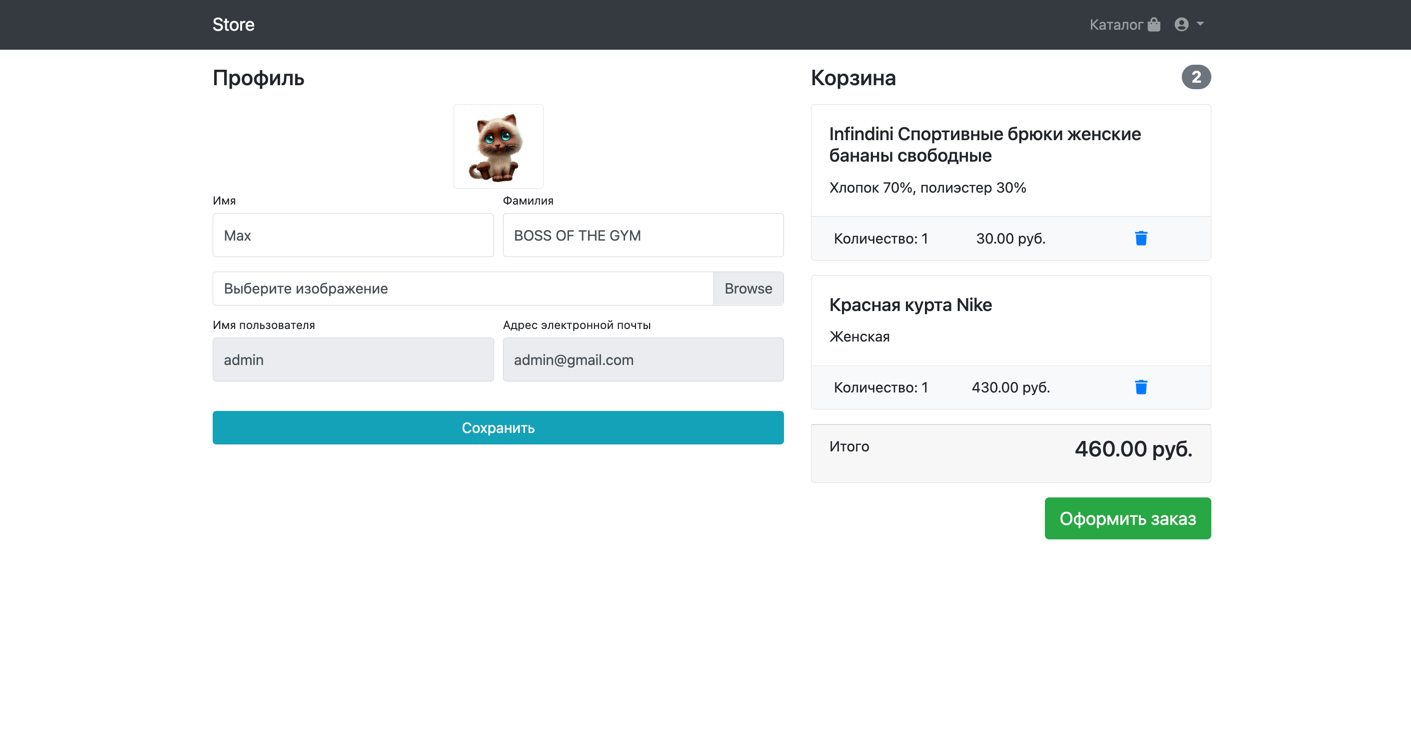 Store
Каталог
Профиль
Имя
Фамилия
Max
BOSS OF THE GYM
Выберите изображение
Browse
Имя пользователя
Адрес электронной почты
admin
admin@gmail.com
Сохранить
Корзина
2
Infindini Спортивные брюки женские
бананы свободные
Хлопок 70%, полиэстер 30%
Количество: 1
30.00 руб.
Красная курта Nike
Женская
Количество: 1
430.00 руб.
Итого
460.00 руб.
Оформить заказ